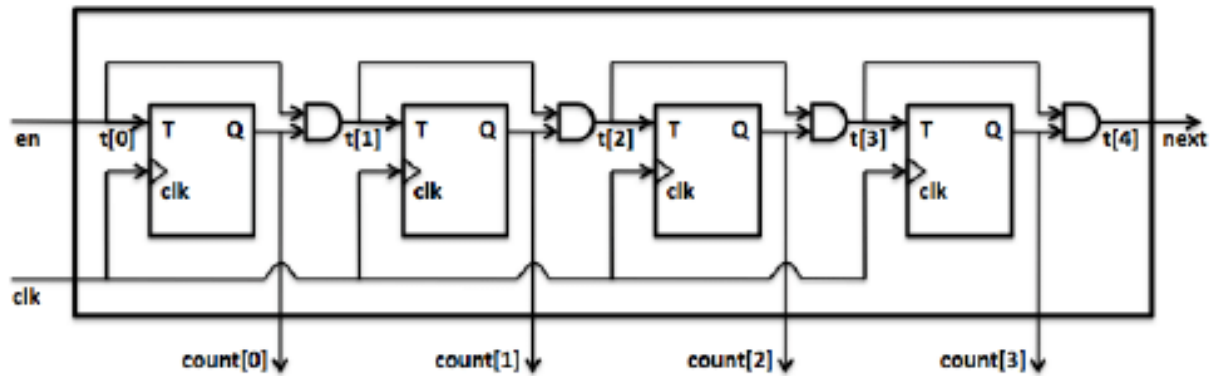 T Q T Q T Q T Q
en t[0] t[1] t[2] t[3] t[4] next
clk clk clk clk
clk
count[0] count[1] count[2] count[3]